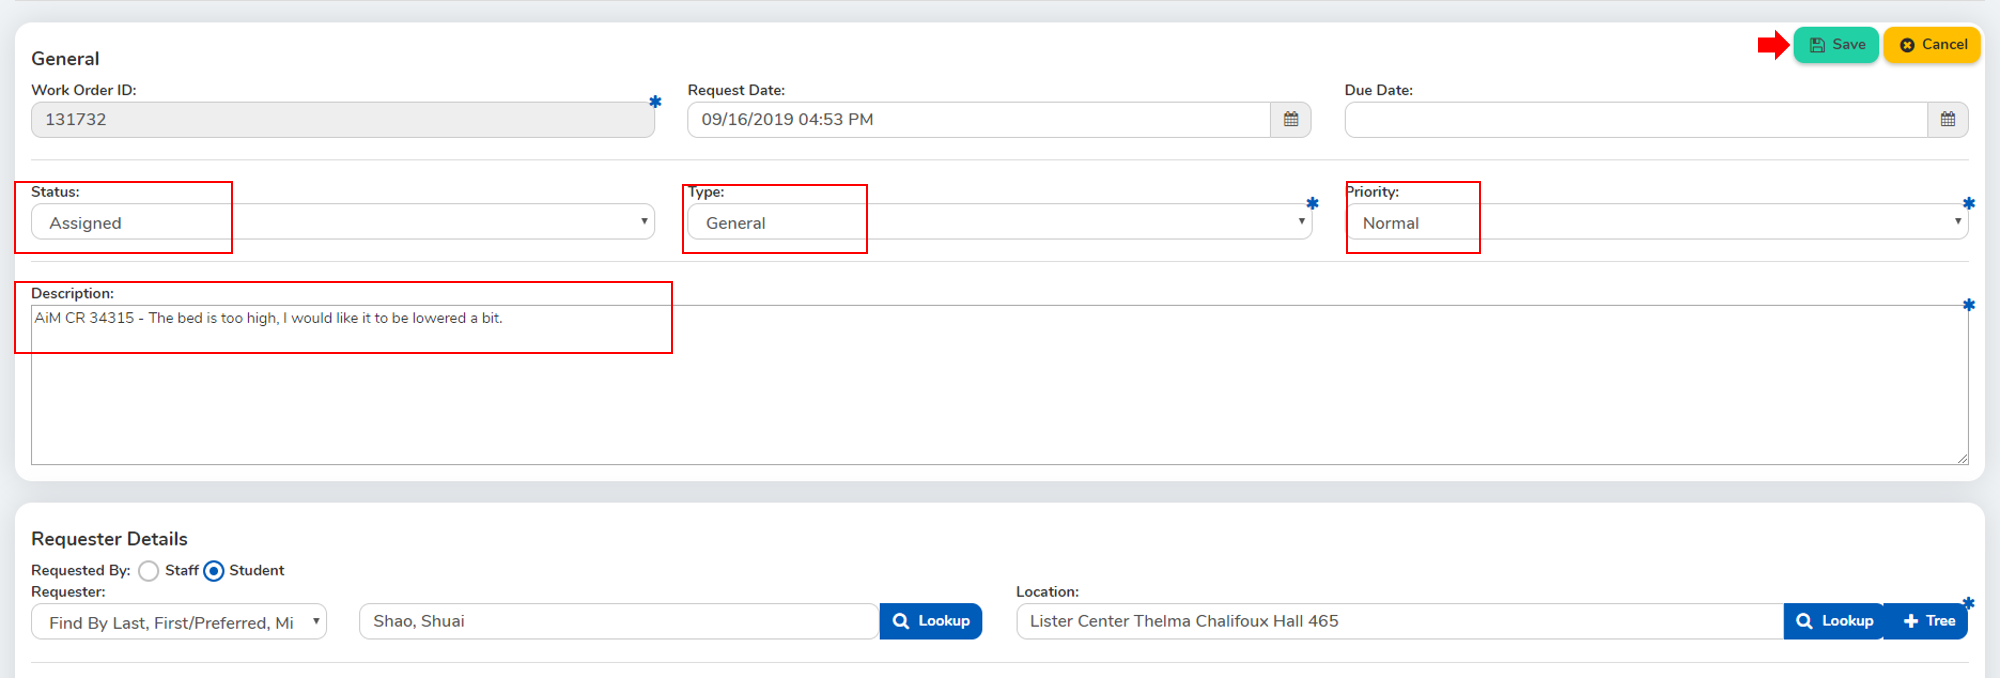 General
Save
Cancel
Work Order ID:
Request Date:
Due Date:
131732
09/16/2019 04:53 PM
Status:
Type:
Priority:
Assigned
General
Normal
Description:
AiM CR 34315 - The bed is too high, I would like it to be lowered a bit.
Requester Details
Requested By: Staff Student
Requester:
Location:
Find By Last, First/Preferred, Mi
Shao, Shuai
Lookup
Lister Center Thelma Chalifoux Hall 465
Lookup
Tree